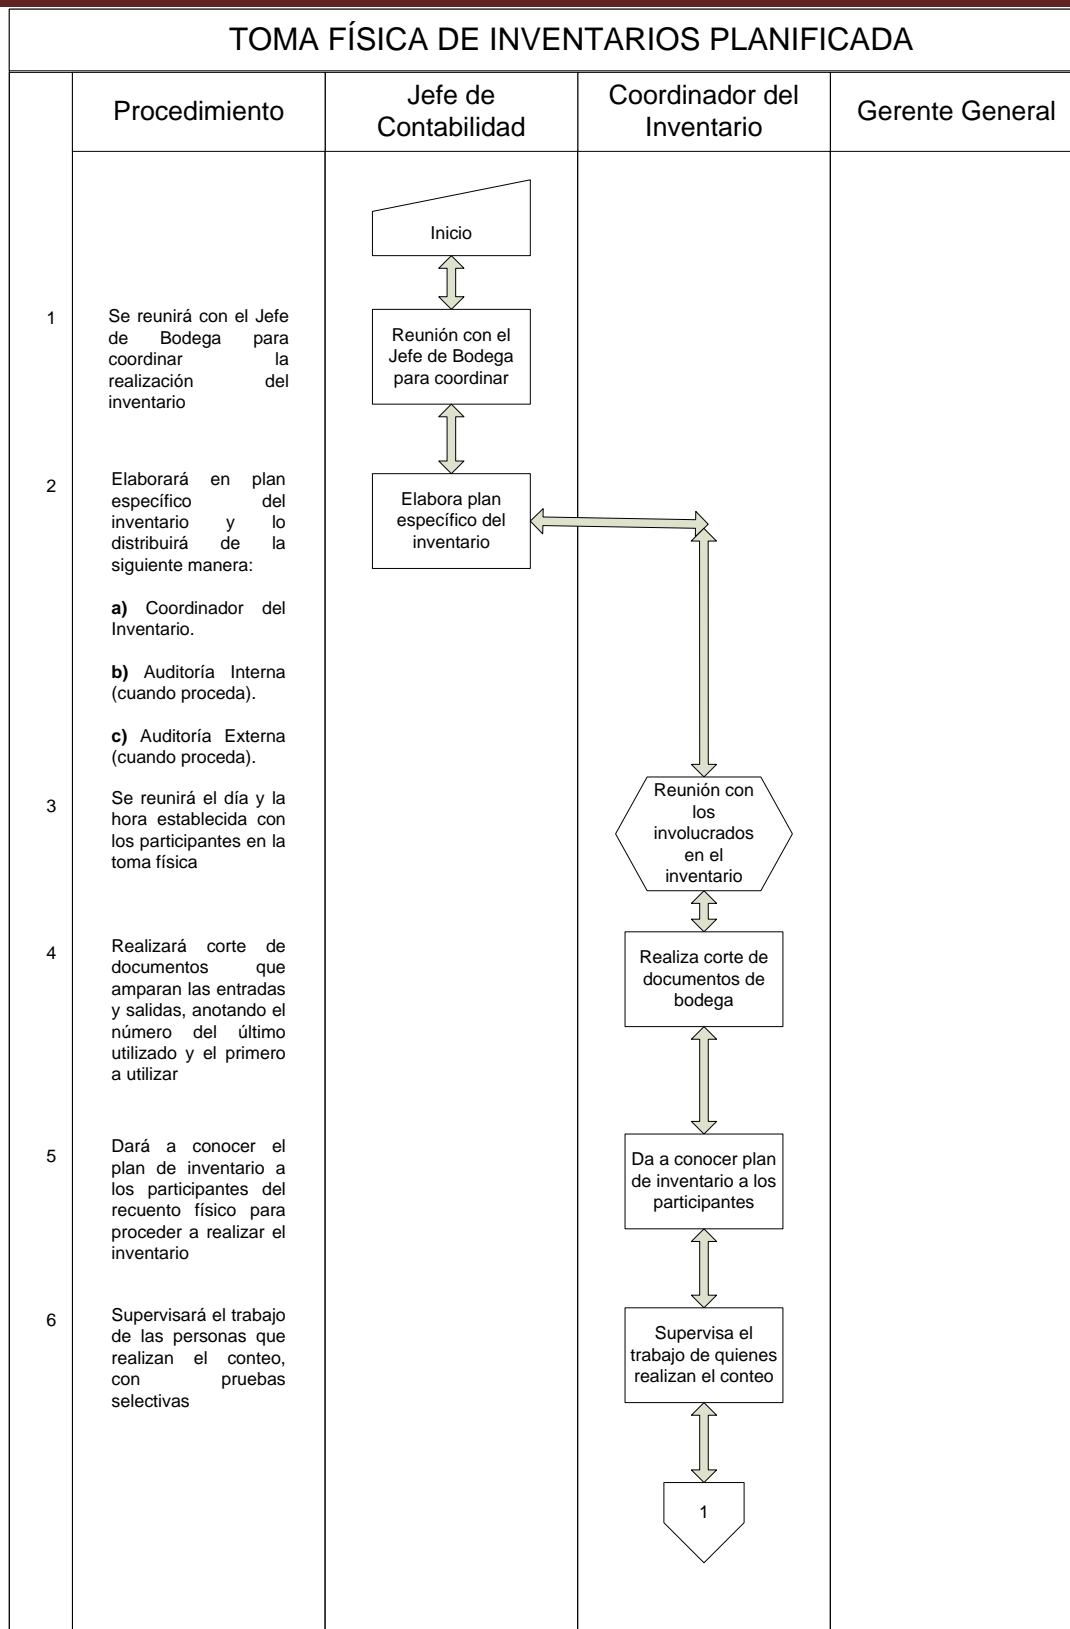 TOMA FÍSICA DE INVENTARIOS PLANIFICADA
Procedimiento
Jefe de
Contabilidad
Coordinador del
Inventario
Gerente General
Inicio
1
Se reunirá con el Jefe
de Bodega para
coordinar la
realización del
inventario
Reunión con el
Jefe de Bodega
para coordinar
2
Elaborará en plan
específico del
inventario y lo
distribuirá de la
siguiente manera:
a) Coordinador del
Inventario.
b) Auditoría Interna
(cuando proceda).
c) Auditoría Externa
(cuando proceda).
Elabora plan
específico del
inventario
3
Se reunirá el día y la
hora establecida con
los participantes en la
toma física
Reunión con
los
involucrados
en el
inventario
4
Realizará corte de
documentos que
amparan las entradas
y salidas, anotando el
número del último
utilizado y el primero
a utilizar
Realiza corte de
documentos de
bodega
5
Dará a conocer el
plan de inventario a
los participantes del
recuento físico para
proceder a realizar el
inventario
Da a conocer plan
de inventario a los
participantes
6
Supervisará el trabajo
de las personas que
realizan el conteo,
con pruebas
selectivas
Supervisa el
trabajo de quienes
realizan el conteo
1